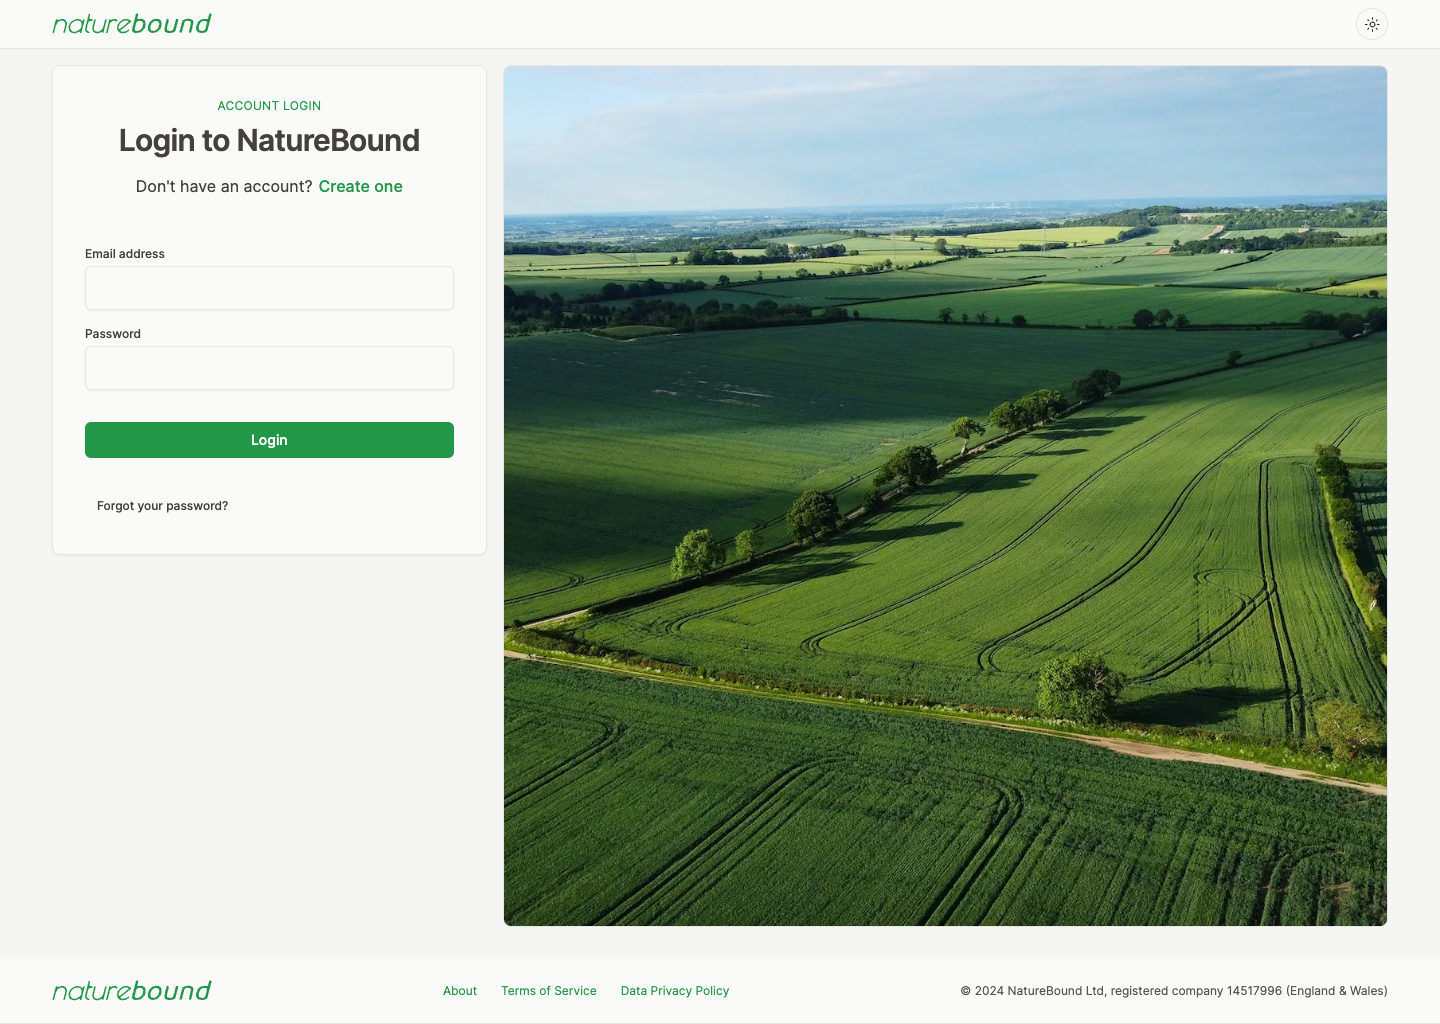 naturebound
ACCOUNT LOGIN
Login to NatureBound
Don't have an account? Create one
Email address
Password
Login
Forgot your password?
naturebound
About
Terms of Service
Data Privacy Policy
© 2024 NatureBound Ltd, registered company 14517996 (England & Wales)